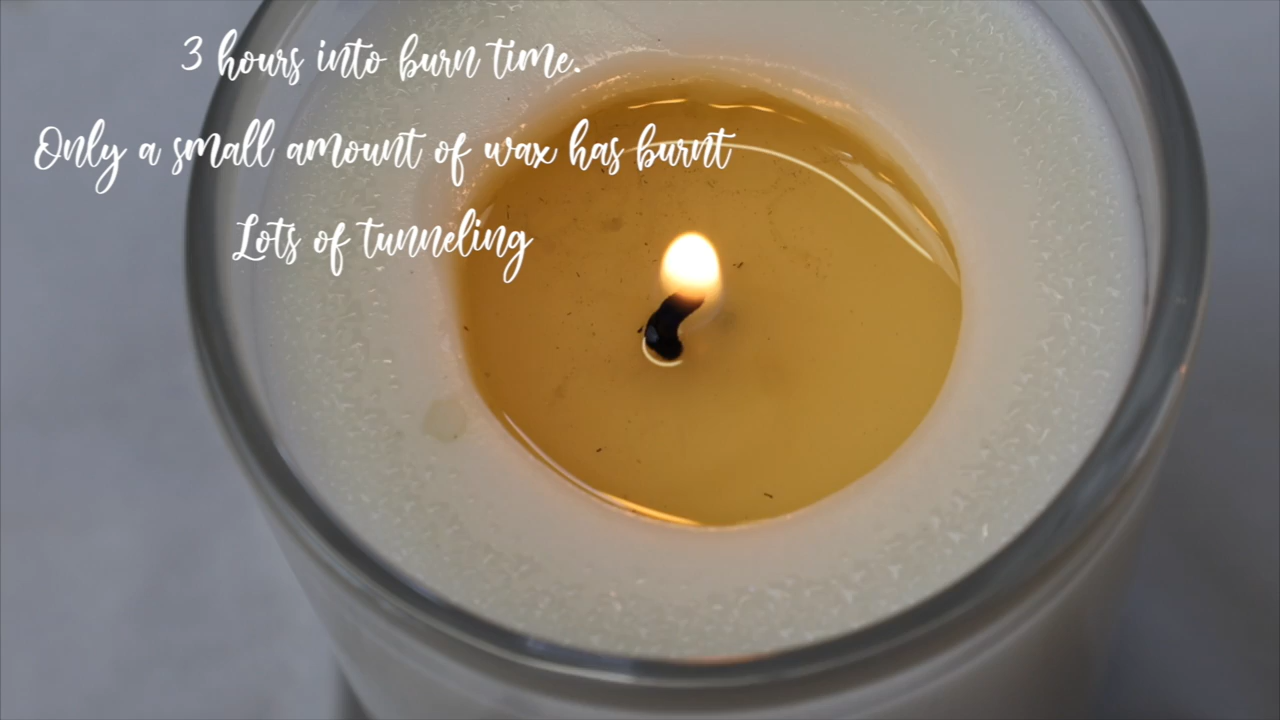 3 hours into burn time.
Only a small amount of wax has burnt
Lots of tunneling